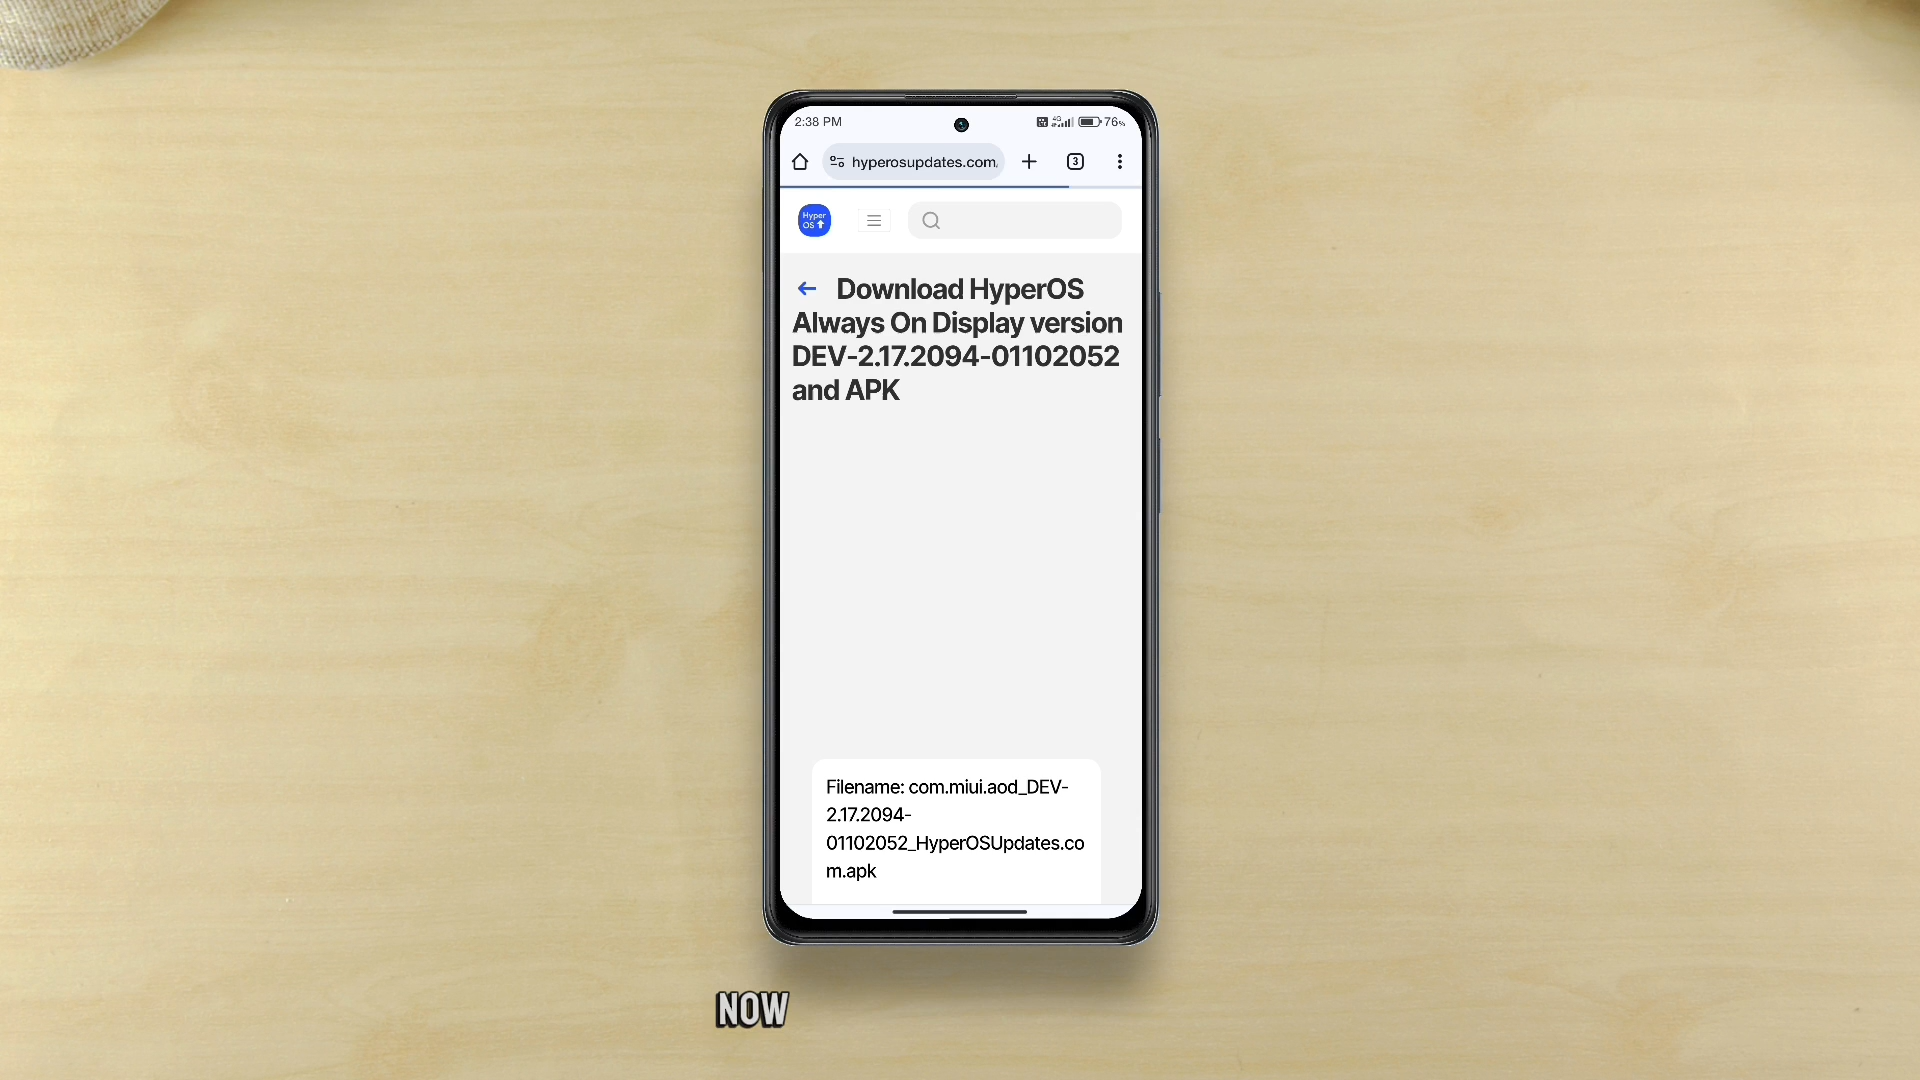 2:38 PM
4G
76%
hyperosupdates.com
3
Hyper
OS
Download HyperOS
Always On Display version
DEV-2.17.2094-01102052
and APK
Filename: com.miui.aod_DEV-
2.17.2094-
01102052_HyperOSUpdates.co
m.apk
NOW